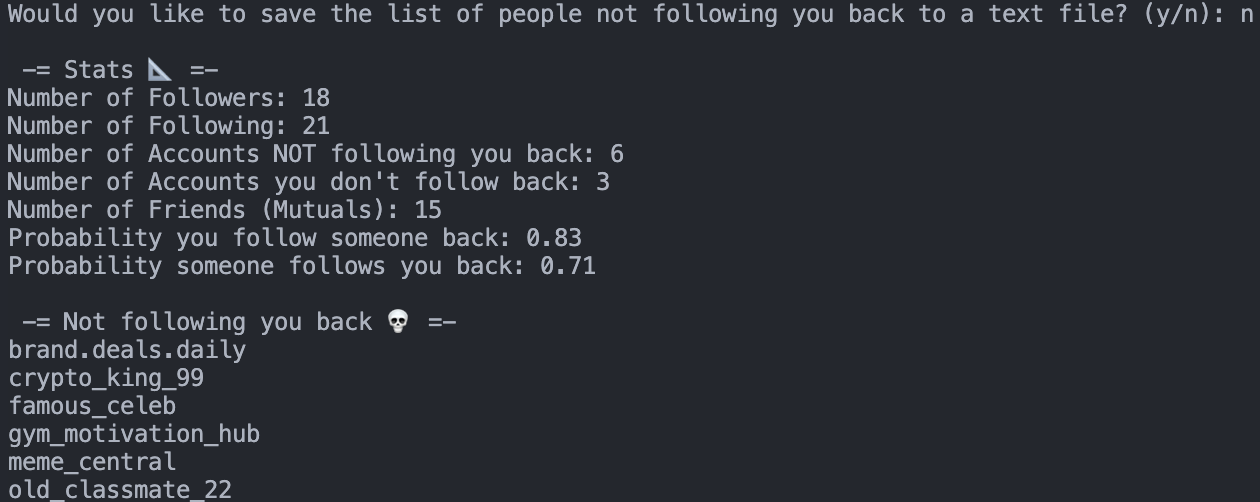 Would you like to save the list of people not following you back to a text file? (y/n): n
-= Stats 📐 =-
Number of Followers: 18
Number of Following: 21
Number of Accounts NOT following you back: 6
Number of Accounts you don't follow back: 3
Number of Friends (Mutuals): 15
Probability you follow someone back: 0.83
Probability someone follows you back: 0.71
-= Not following you back 💀 =-
brand.deals.daily
crypto_king_99
famous_celeb
gym_motivation_hub
meme_central
old_classmate_22